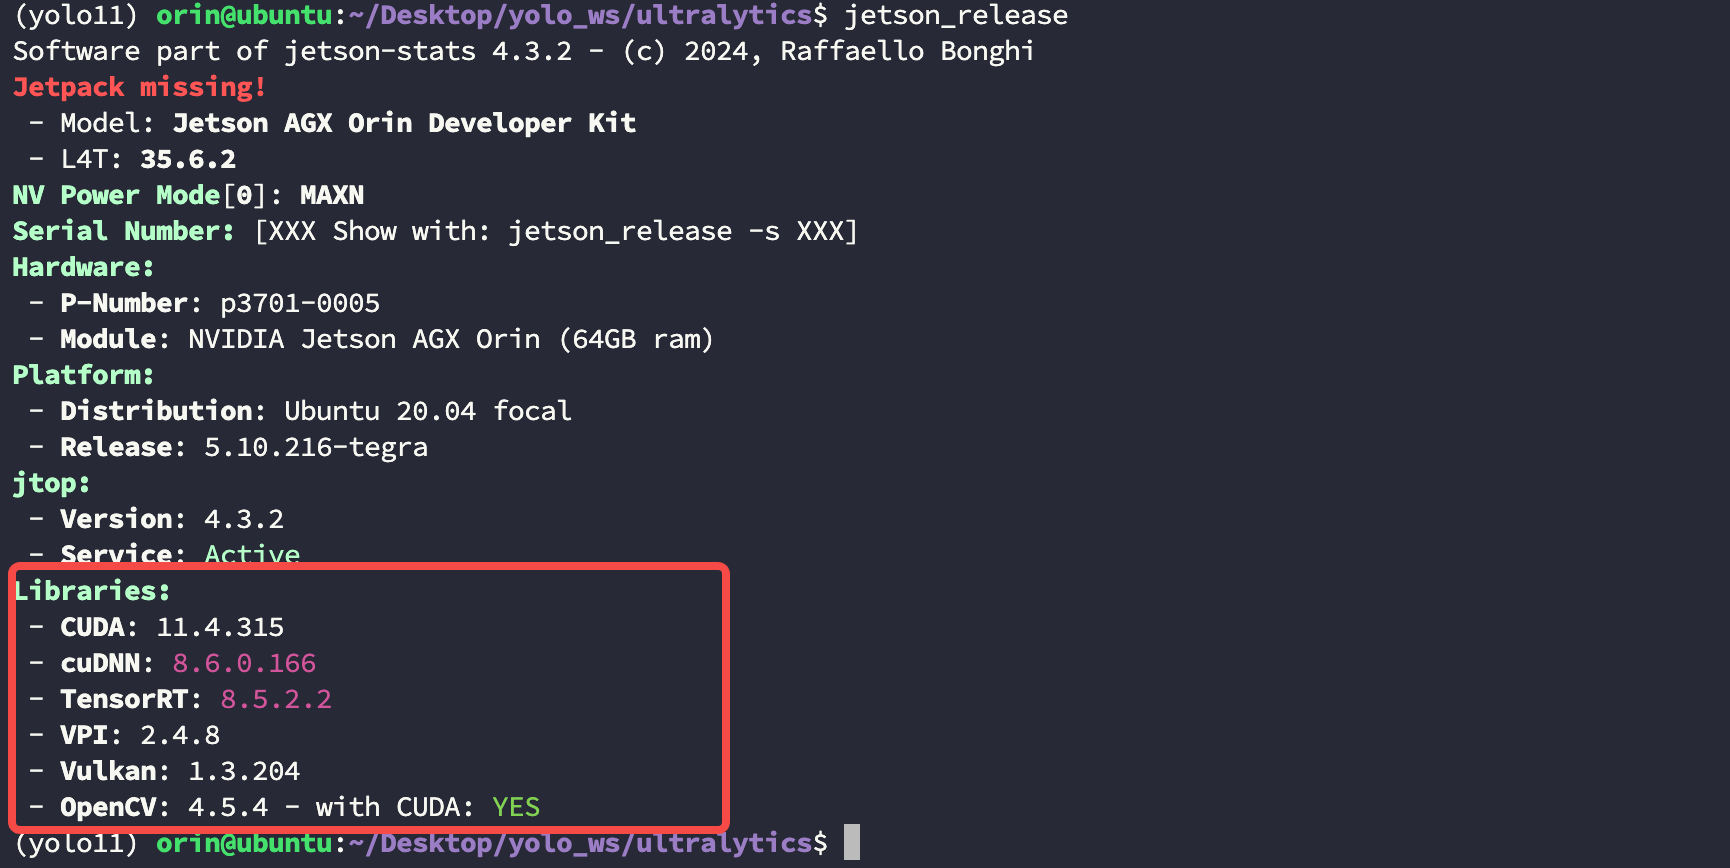 (yolo11) orin@ubuntu:~/Desktop/yolo_ws/ultralytics$ jetson_release
Software part of jetson-stats 4.3.2 - (c) 2024, Raffaello Bonghi
Jetpack missing!
 - Model: Jetson AGX Orin Developer Kit
 - L4T: 35.6.2
NV Power Mode[0]: MAXN
Serial Number: [XXX Show with: jetson_release -s XXX]
Hardware:
 - P-Number: p3701-0005
 - Module: NVIDIA Jetson AGX Orin (64GB ram)
Platform:
 - Distribution: Ubuntu 20.04 focal
 - Release: 5.10.216-tegra
jtop:
 - Version: 4.3.2
 - Service: Active
Libraries:
 - CUDA: 11.4.315
 - cuDNN: 8.6.0.166
 - TensorRT: 8.5.2.2
 - VPI: 2.4.8
 - Vulkan: 1.3.204
 - OpenCV: 4.5.4 - with CUDA: YES
(yolo11) orin@ubuntu:~/Desktop/yolo_ws/ultralytics$